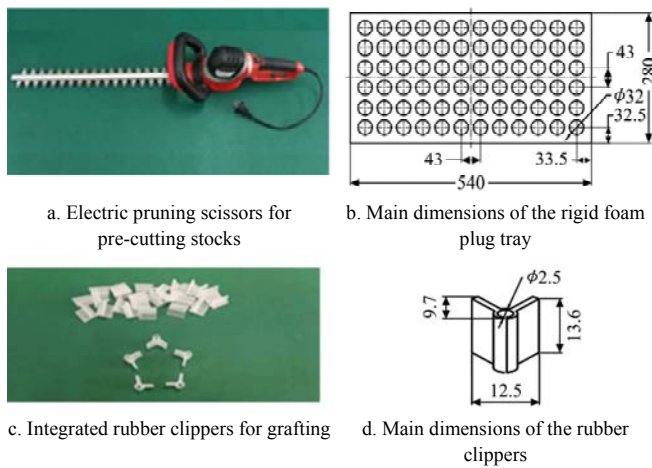 43
280
ϕ32
32.5
43
33.5
540
a. Electric pruning scissors for
pre-cutting stocks
b. Main dimensions of the rigid foam
plug tray
ϕ2.5
9.7
13.6
12.5
c. Integrated rubber clippers for grafting
d. Main dimensions of the rubber
clippers